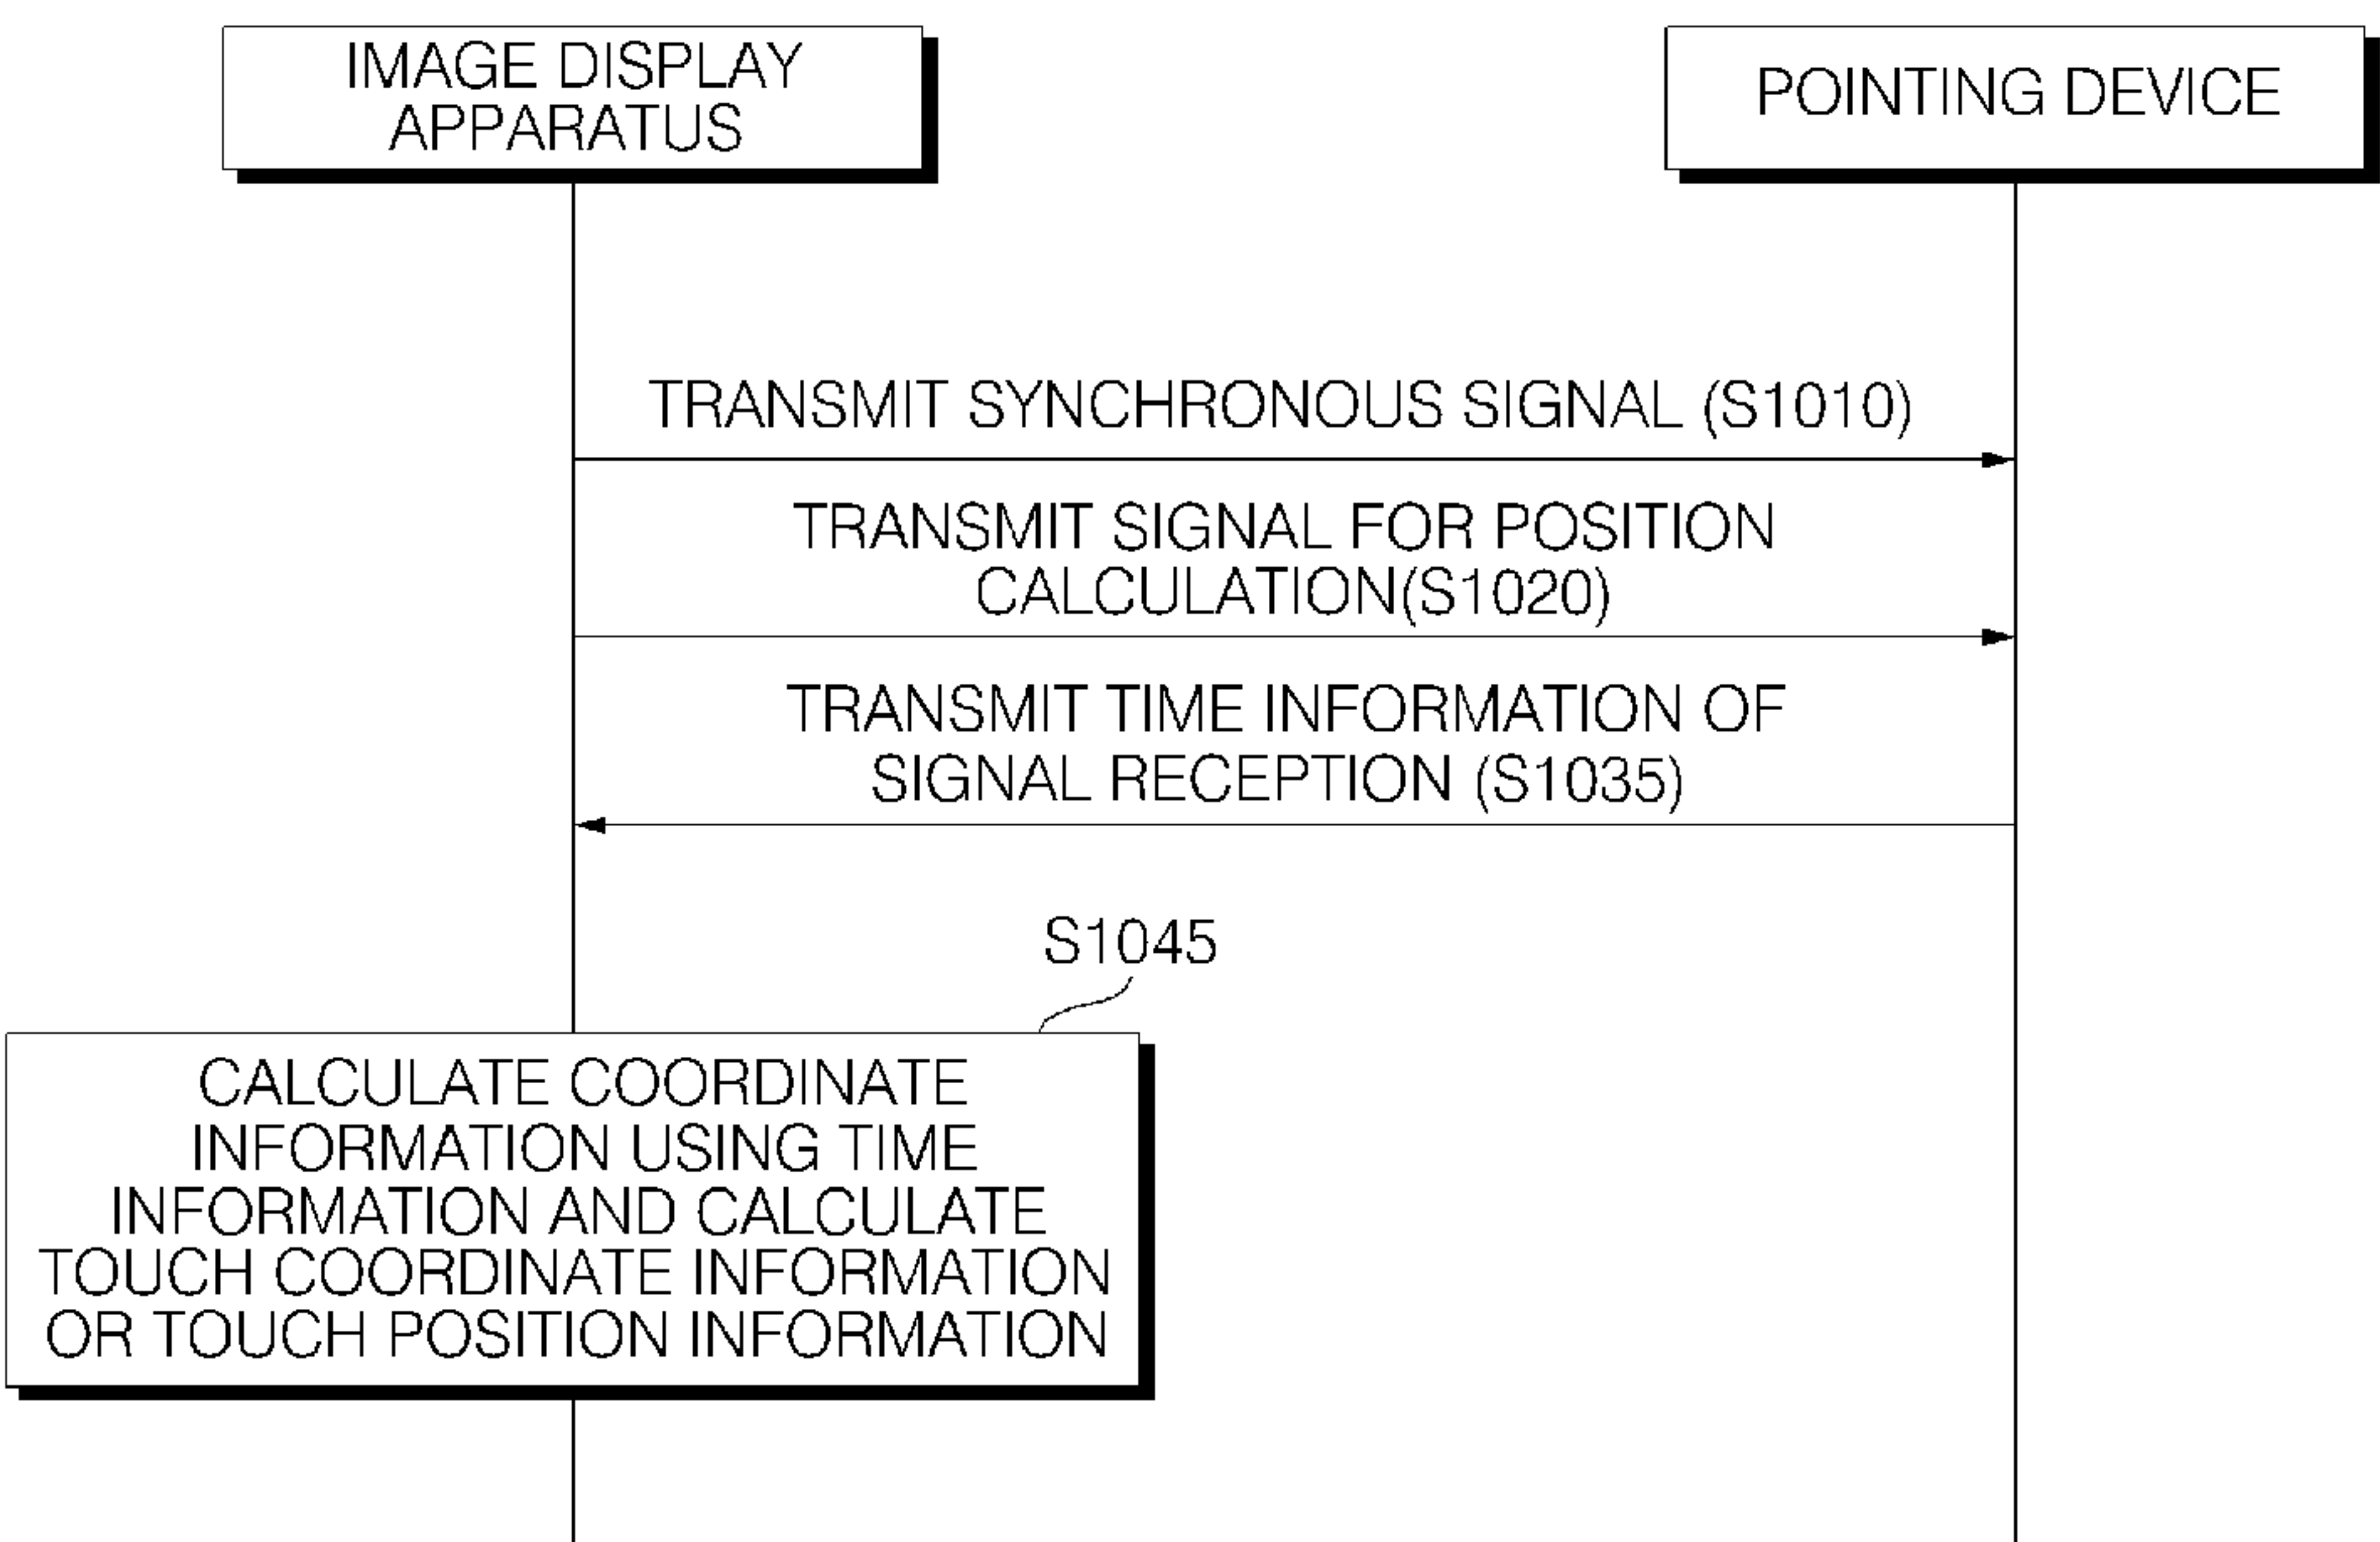 IMAGE DISPLAY
APPARATUS
POINTING DEVICE
TRANSMIT SYNCHRONOUS SIGNAL (S1010)
TRANSMIT SIGNAL FOR POSITION
CALCULATION(S1020)
TRANSMIT TIME INFORMATION OF
SIGNAL RECEPTION (S1035)
S1045
CALCULATE COORDINATE
INFORMATION USING TIME
INFORMATION AND CALCULATE
TOUCH COORDINATE INFORMATION
OR TOUCH POSITION INFORMATION